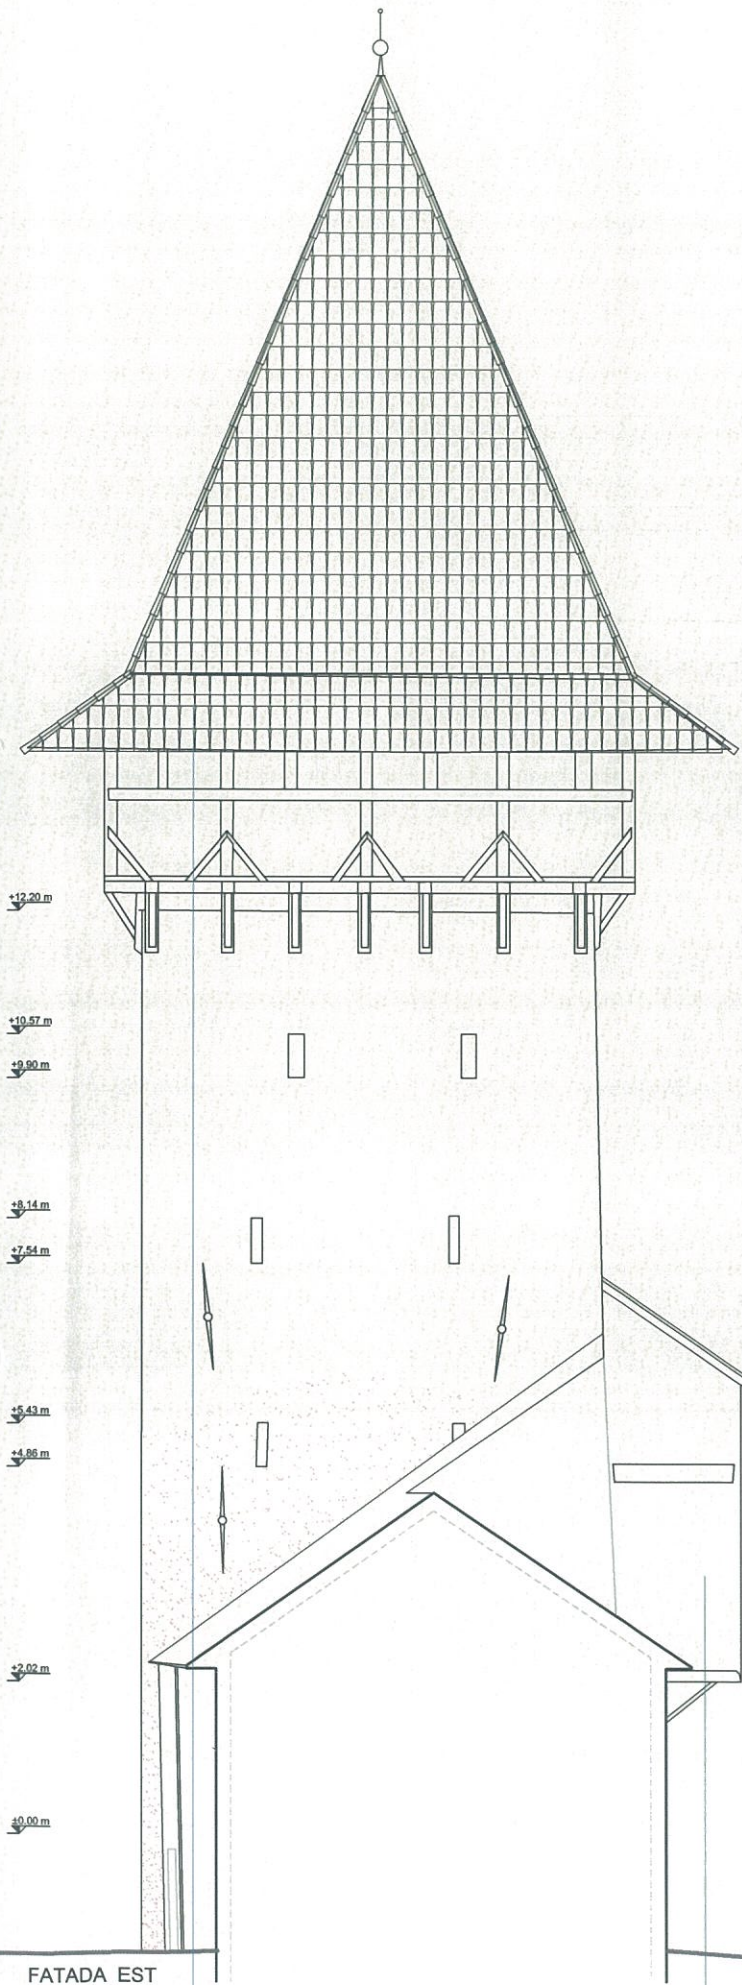 +12.20 m
+10.57 m
+9.90 m
+8.14 m
+7.54 m
+5.43 m
+4.86 m
+2.02 m
±0.00 m
FATADA EST